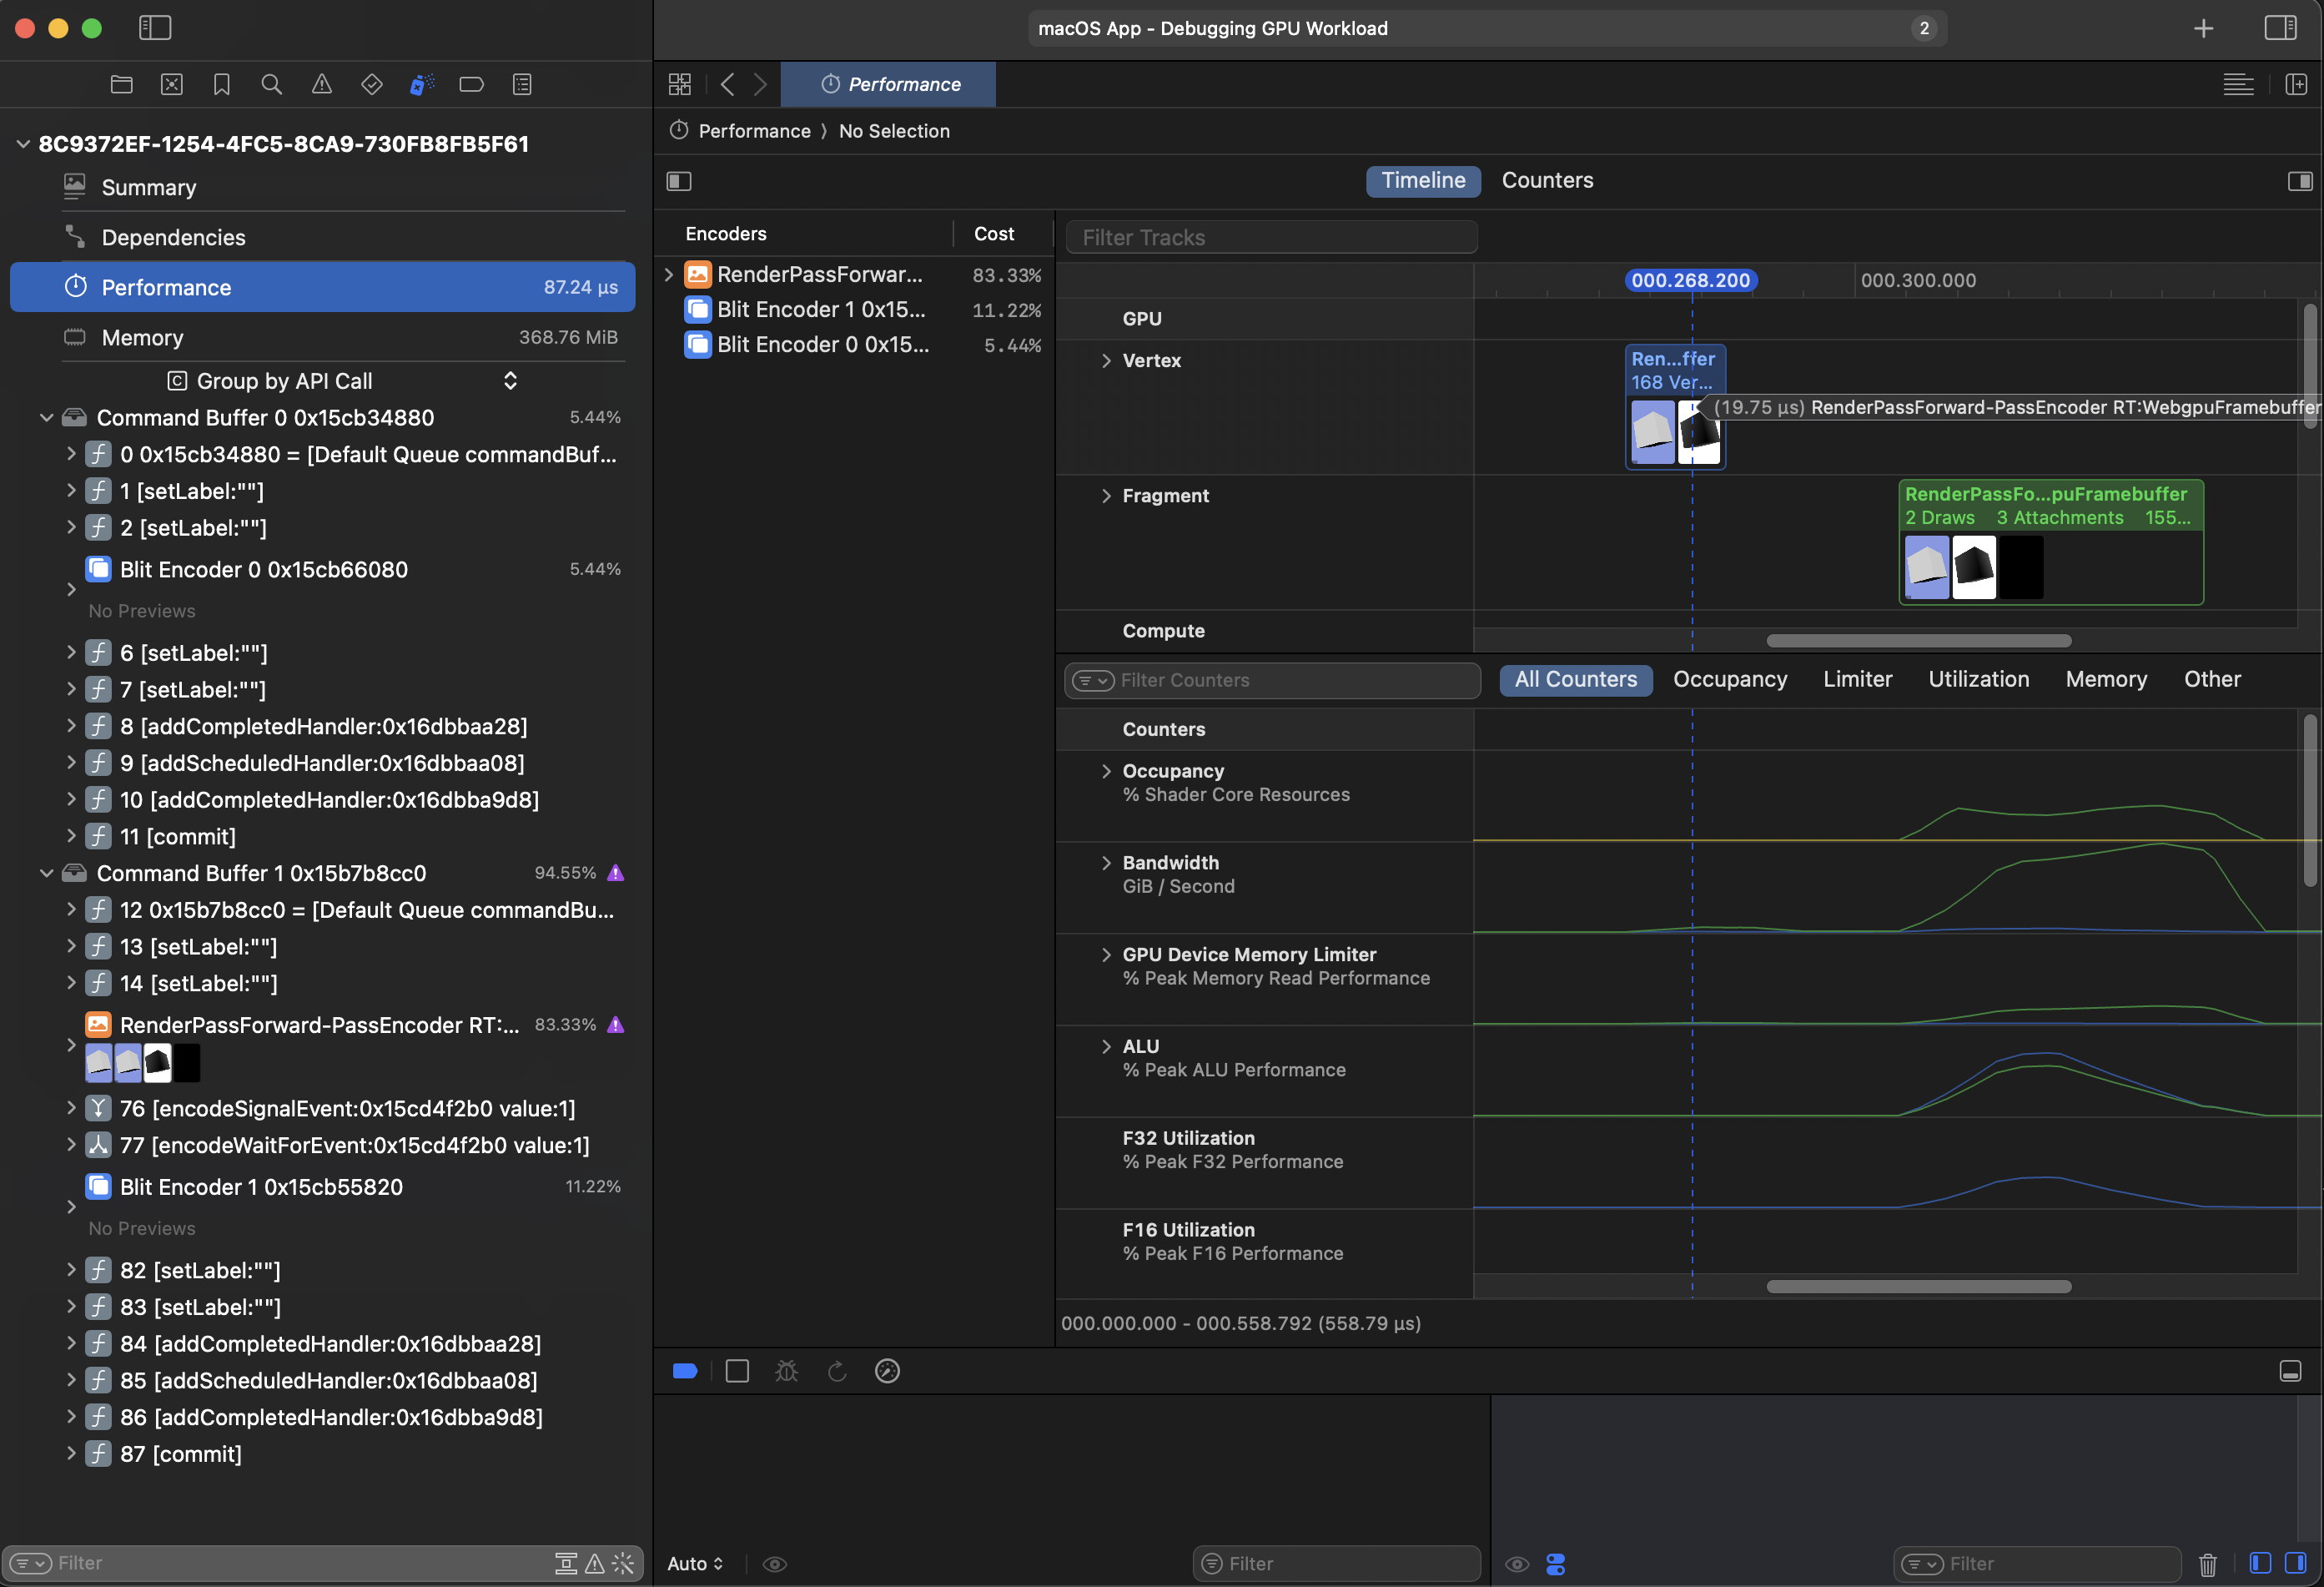 macOS App - Debugging GPU Workload
2
8C9372EF-1254-4FC5-8CA9-730FB8FB5F61
Summary
Dependencies
Performance 87.24 µs
Memory 368.76 MiB
Group by API Call
Command Buffer 0 0x15cb34880 5.44%
0 0x15cb34880 = [Default Queue commandBuf...
1 [setLabel:""]
2 [setLabel:""]
Blit Encoder 0 0x15cb66080 5.44%
No Previews
6 [setLabel:""]
7 [setLabel:""]
8 [addCompletedHandler:0x16dbbaa28]
9 [addScheduledHandler:0x16dbbaa08]
10 [addCompletedHandler:0x16dbba9d8]
11 [commit]
Command Buffer 1 0x15b7b8cc0 94.55%
12 0x15b7b8cc0 = [Default Queue commandBu...
13 [setLabel:""]
14 [setLabel:""]
RenderPassForward-PassEncoder RT:... 83.33%
76 [encodeSignalEvent:0x15cd4f2b0 value:1]
77 [encodeWaitForEvent:0x15cd4f2b0 value:1]
Blit Encoder 1 0x15cb55820 11.22%
No Previews
82 [setLabel:""]
83 [setLabel:""]
84 [addCompletedHandler:0x16dbbaa28]
85 [addScheduledHandler:0x16dbbaa08]
86 [addCompletedHandler:0x16dbba9d8]
87 [commit]
Filter
Performance
Performance ⟩ No Selection
Timeline Counters
Encoders Cost
RenderPassForwar... 83.33%
Blit Encoder 1 0x15... 11.22%
Blit Encoder 0 0x15... 5.44%
Filter Tracks
000.268.200 000.300.000
GPU
Vertex
Ren...ffer
168 Ver...
(19.75 µs) RenderPassForward-PassEncoder RT:WebgpuFramebuffer
Fragment
RenderPassFo...puFramebuffer
2 Draws 3 Attachments 155...
Compute
Filter Counters
All Counters Occupancy Limiter Utilization Memory Other
Counters
Occupancy
% Shader Core Resources
Bandwidth
GiB / Second
GPU Device Memory Limiter
% Peak Memory Read Performance
ALU
% Peak ALU Performance
F32 Utilization
% Peak F32 Performance
F16 Utilization
% Peak F16 Performance
000.000.000 - 000.558.792 (558.79 µs)
Auto
Filter
Filter